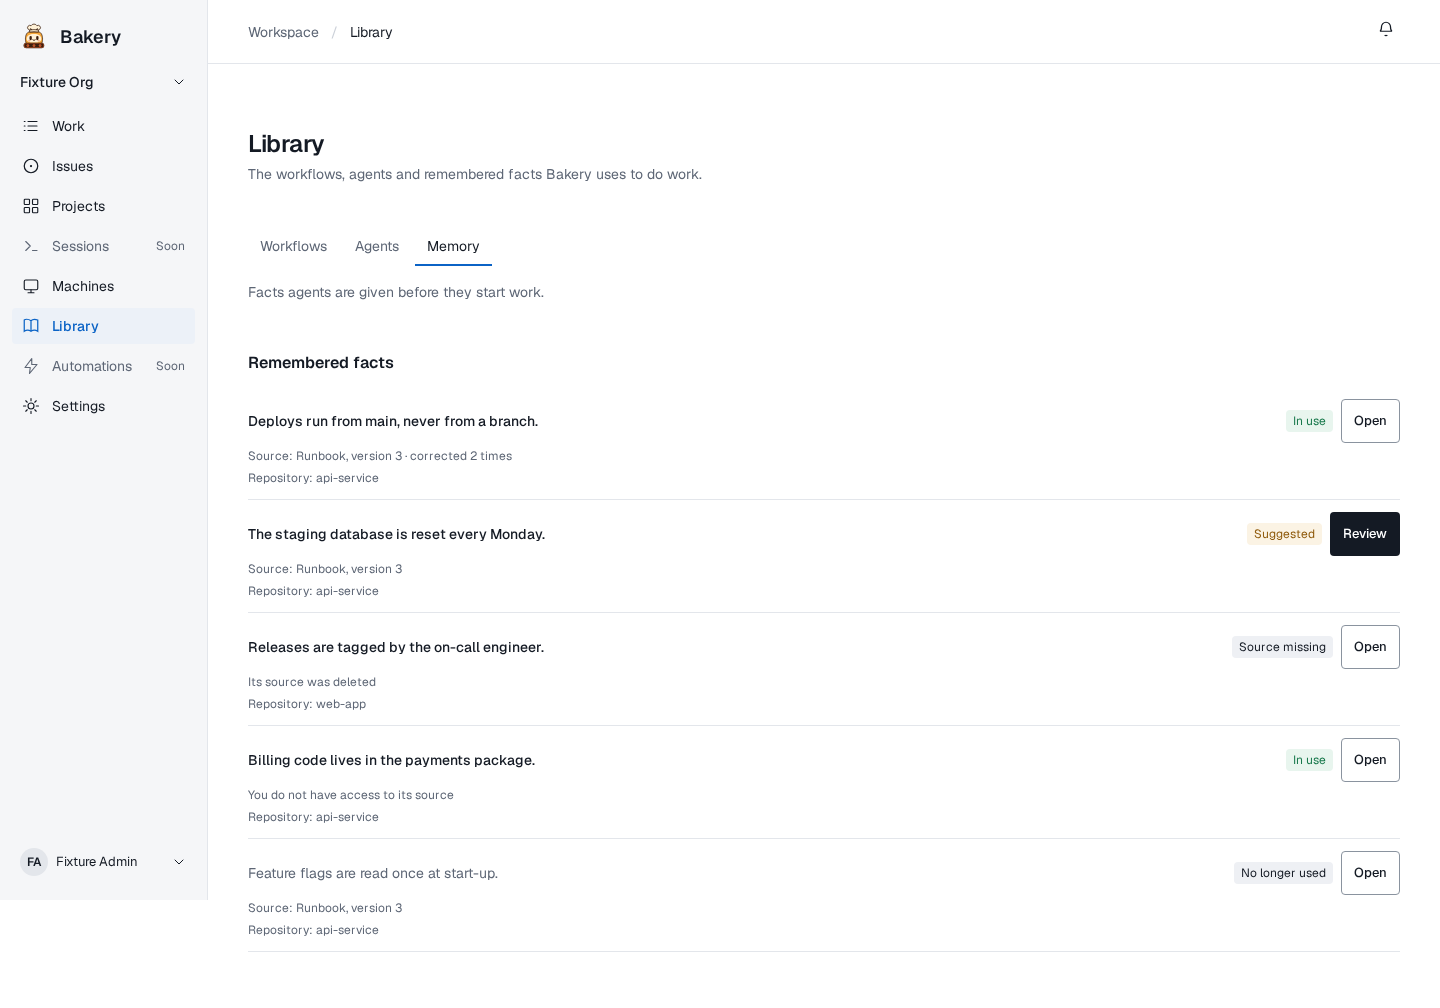 Bakery
Workspace / Library
Fixture Org
Work
Issues
Projects
Sessions Soon
Machines
Library
Automations Soon
Settings
FA Fixture Admin
Library
The workflows, agents and remembered facts Bakery uses to do work.
Workflows Agents Memory
Facts agents are given before they start work.
Remembered facts
Deploys run from main, never from a branch. In use Open
Source: Runbook, version 3 · corrected 2 times
Repository: api-service
The staging database is reset every Monday. Suggested Review
Source: Runbook, version 3
Repository: api-service
Releases are tagged by the on-call engineer. Source missing Open
Its source was deleted
Repository: web-app
Billing code lives in the payments package. In use Open
You do not have access to its source
Repository: api-service
Feature flags are read once at start-up. No longer used Open
Source: Runbook, version 3
Repository: api-service